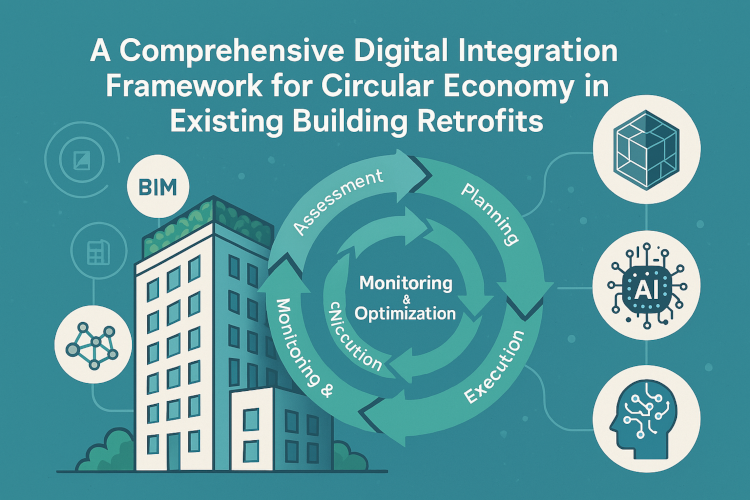 A Comprehensive Digital Integration
Framework for Circular Economy in
Existing Building Retrofits
BIM
Assessment
Planning
Execution
Monitoring &
Monitoring
&
Optimization
cNiccution
AI